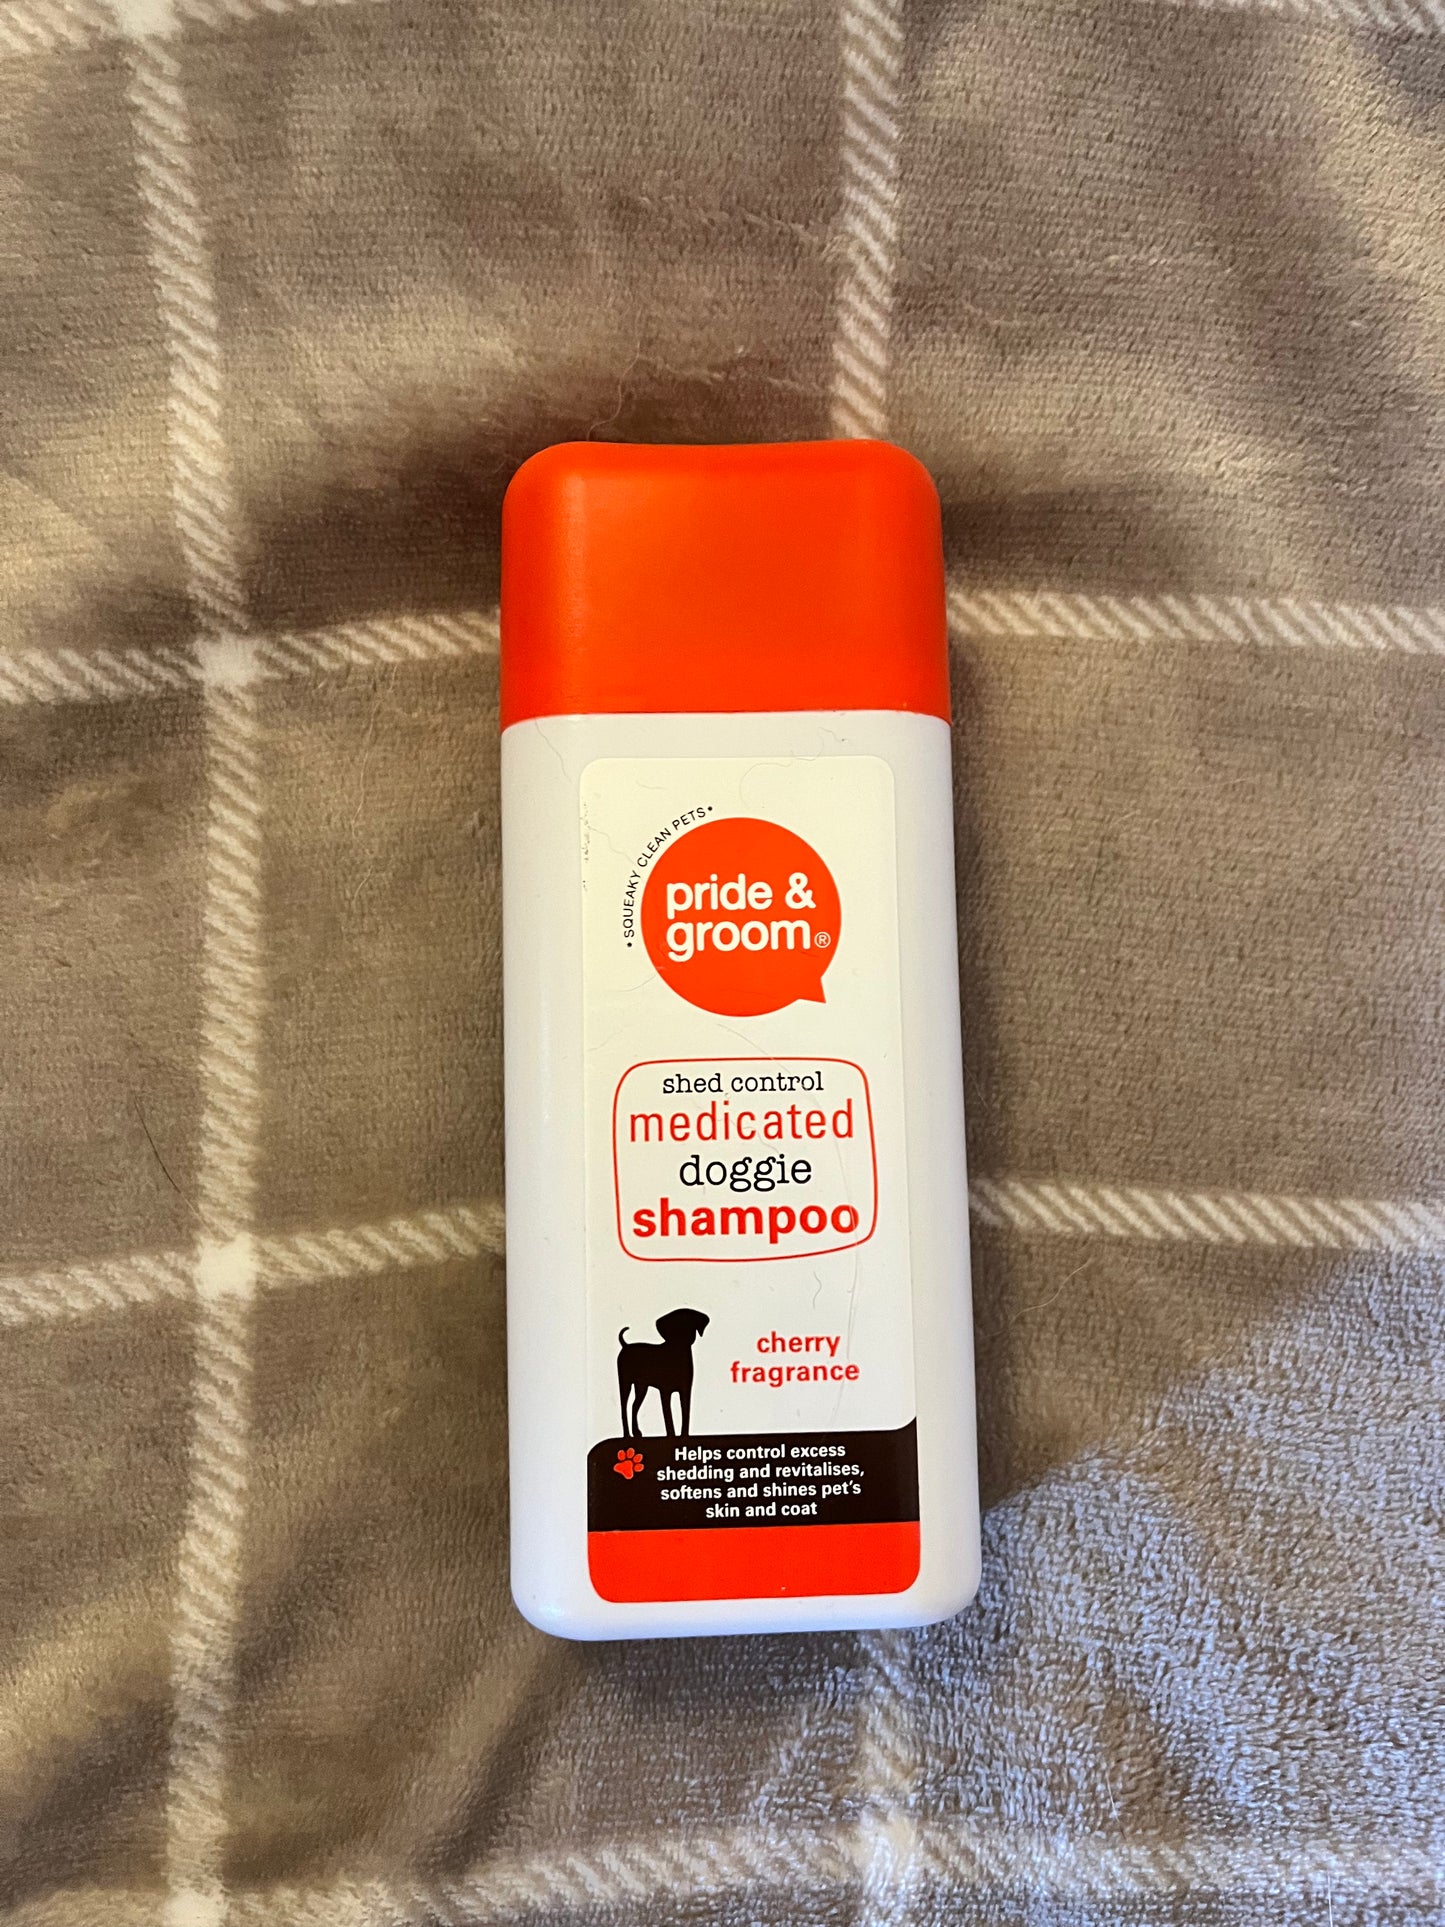 • SQUEAKY CLEAN PETS •
pride &
groom®
shed control
medicated
doggie
shampoo
cherry
fragrance
Helps control excess
shedding and revitalises,
softens and shines pet's
skin and coat